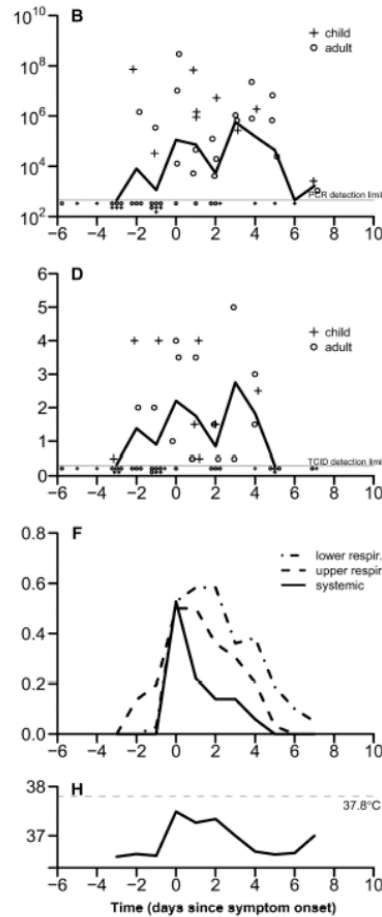 B
10^10
10^8
10^6
10^4
10^2
+ child
o adult
PCR detection limit
−6 −4 −2 0 2 4 6 8 10
D
6
5
4
3
2
1
0
+ child
o adult
TCID detection limit
−6 −4 −2 0 2 4 6 8 10
F
0.8
0.6
0.4
0.2
0.0
lower respir.
upper respir.
systemic
−6 −4 −2 0 2 4 6 8 10
H
38
37
37.8°C
−6 −4 −2 0 2 4 6 8 10
Time (days since symptom onset)